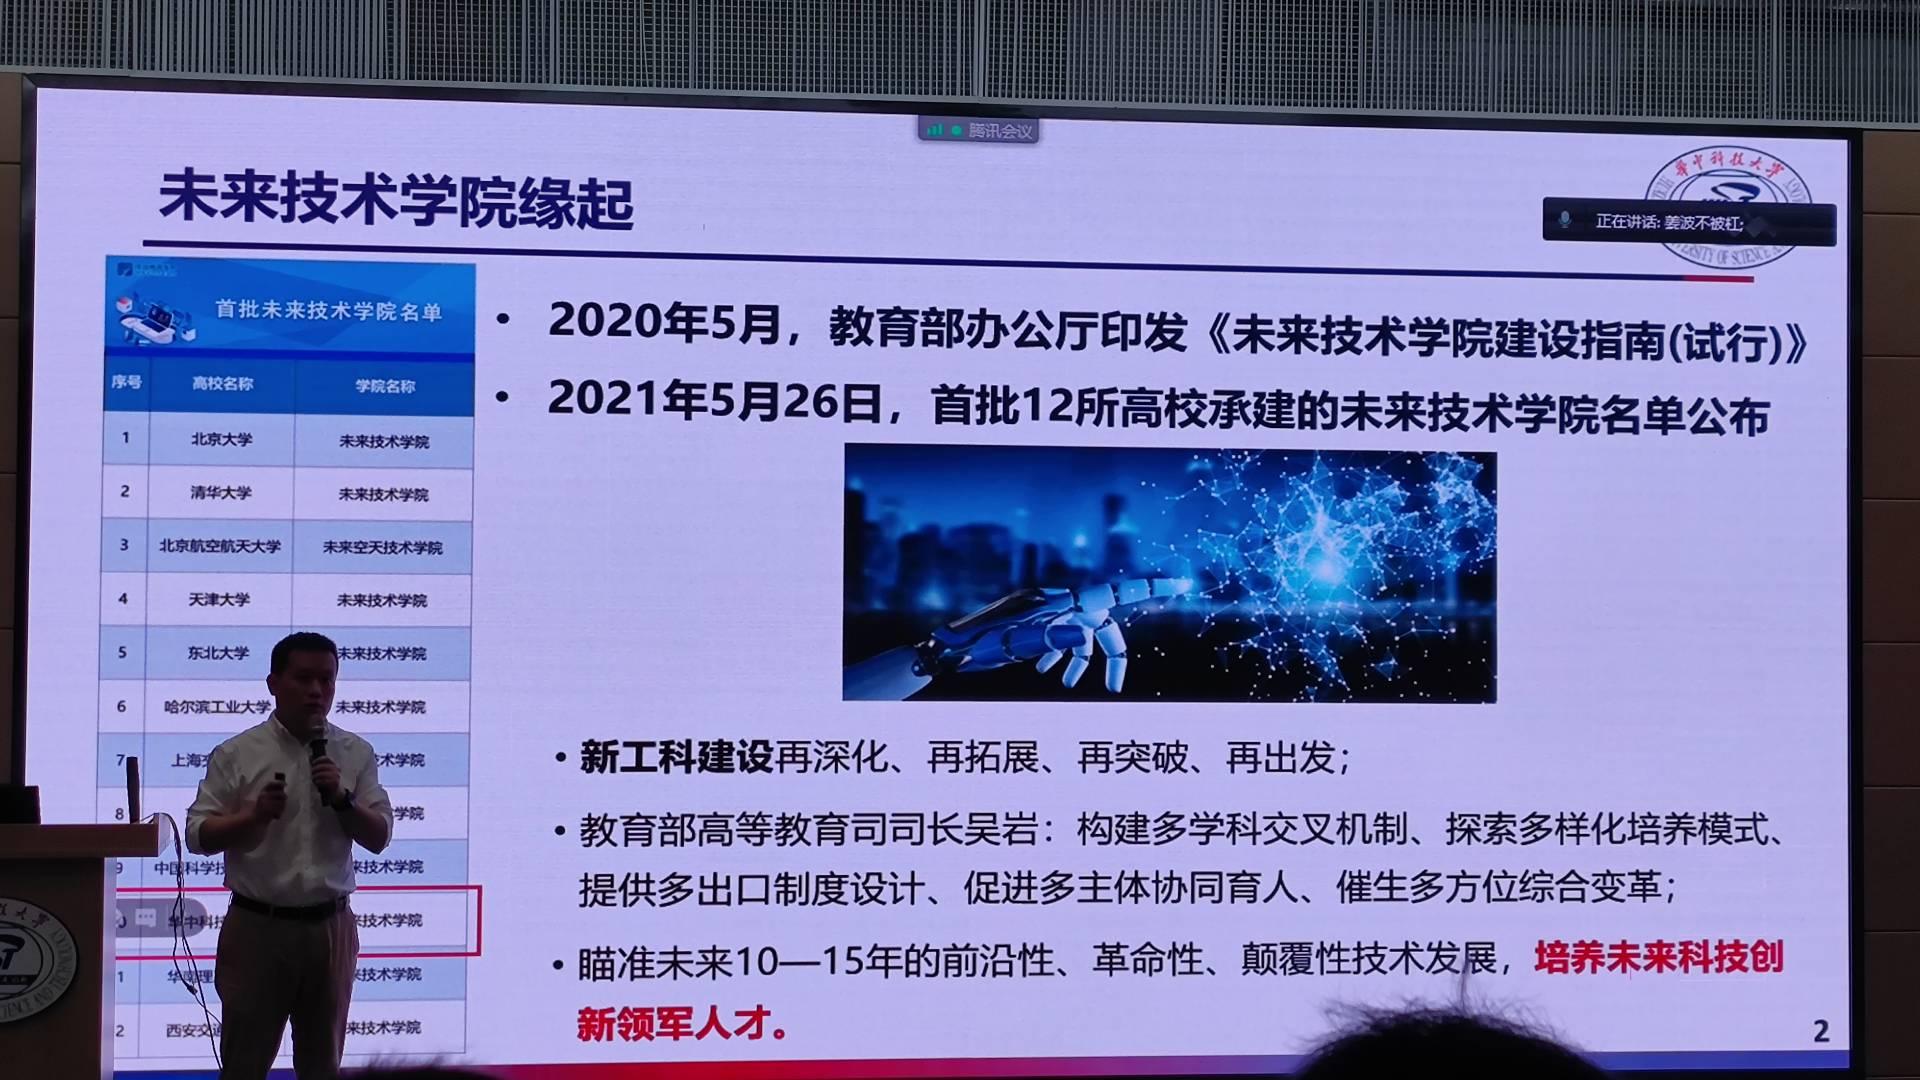 腾讯会议
未来技术学院缘起
华中科技大学
正在讲话: 姜波不被杠;
首批未来技术学院名单
序号 高校名称 学院名称
1 北京大学 未来技术学院
2 清华大学 未来技术学院
3 北京航空航天大学 未来空天技术学院
4 天津大学 未来技术学院
5 东北大学 未来技术学院
6 哈尔滨工业大学 未来技术学院
7 上海 术学院
8 学院
9 中国科学技 来技术学院
华中科技 来技术学院
1 华南理 技术学院
2 西安交通 来技术学院
• 2020年5月，教育部办公厅印发《未来技术学院建设指南(试行)》
• 2021年5月26日，首批12所高校承建的未来技术学院名单公布
• 新工科建设再深化、再拓展、再突破、再出发；
• 教育部高等教育司司长吴岩：构建多学科交叉机制、探索多样化培养模式、
提供多出口制度设计、促进多主体协同育人、催生多方位综合变革；
• 瞄准未来10—15年的前沿性、革命性、颠覆性技术发展，培养未来科技创
新领军人才。
2